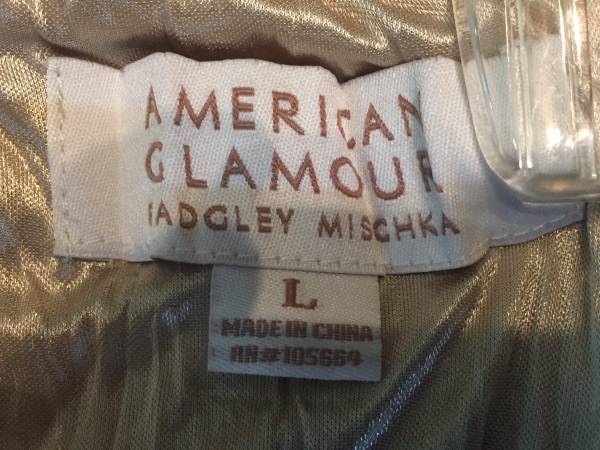 AMERICAN
GLAMOUR
BADGLEY MISCHKA
L
MADE IN CHINA
RN#105664